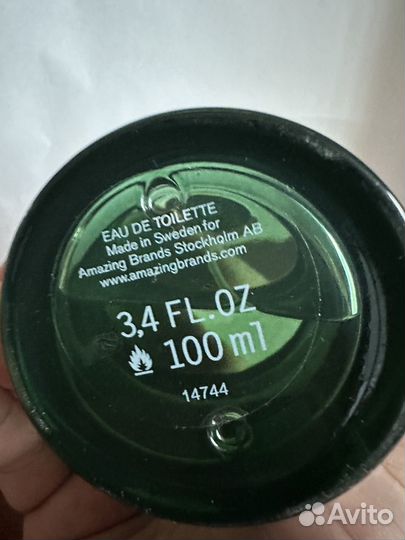 EAU DE TOILETTE
Made in Sweden for
Amazing Brands Stockholm AB
www.amazingbrands.com
3,4 FL.OZ
100 ml
14744
Avito